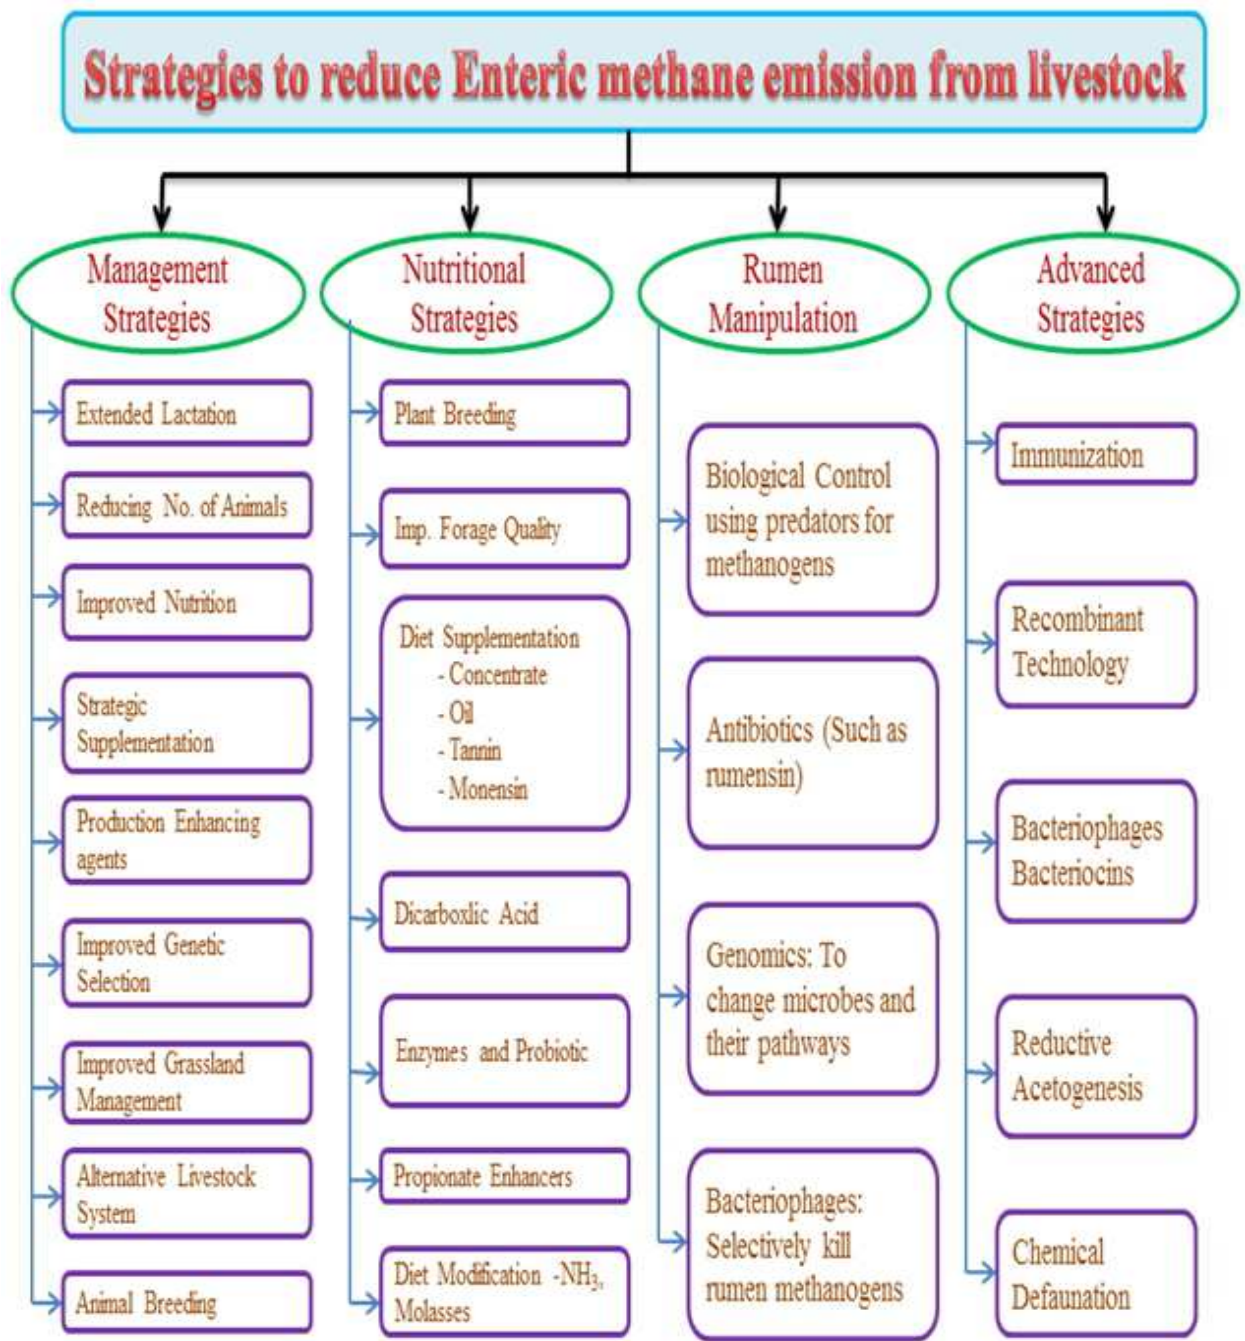 Strategies to reduce Enteric methane emission from livestock
Management
Strategies
Extended Lactation
Reducing No. of Animals
Improved Nutrition
Strategic
Supplementation
Production Enhancing
agents
Improved Genetic
Selection
Improved Grassland
Management
Alternative Livestock
System
Animal Breeding
Nutritional
Strategies
Plant Breeding
Imp. Forage Quality
Diet Supplementation
- Concentrate
- Oil
- Tannin
- Monensin
Dicarboxlic Acid
Enzymes and Probiotic
Propionate Enhancers
Diet Modification -NH₃,
Molasses
Rumen
Manipulation
Biological Control
using predators for
methanogens
Antibiotics (Such as
rumensin)
Genomics: To
change microbes and
their pathways
Bacteriophages:
Selectively kill
rumen methanogens
Advanced
Strategies
Immunization
Recombinant
Technology
Bacteriophages
Bacteriocins
Reductive
Acetogenesis
Chemical
Defaunation